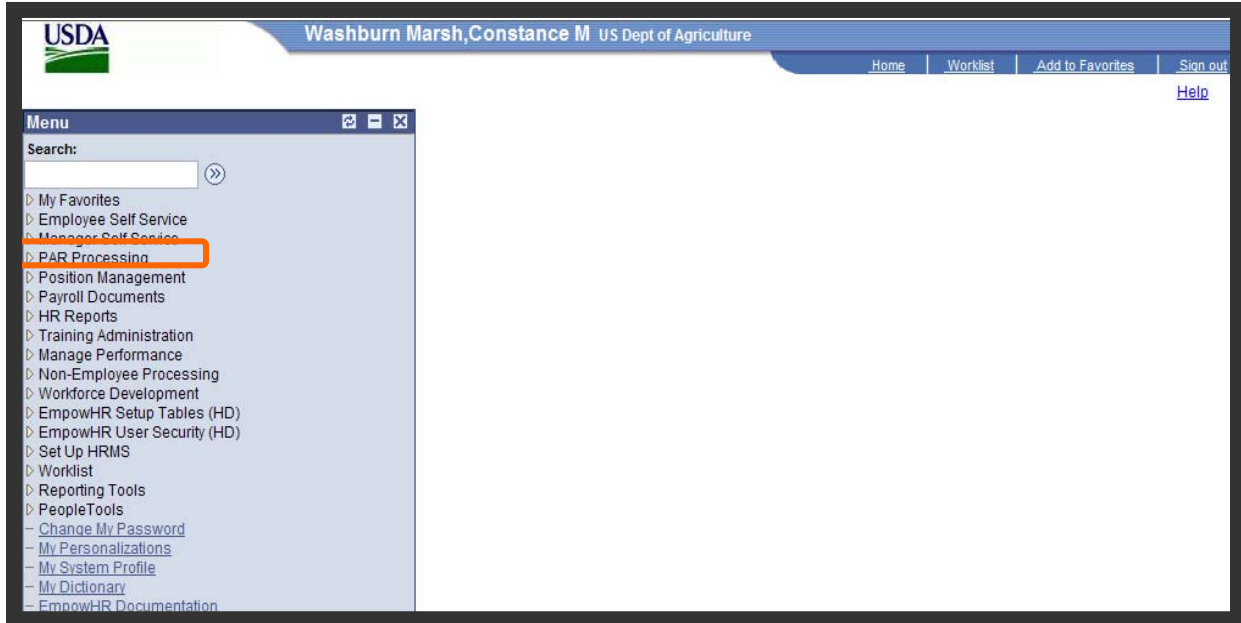 USDA
Washburn Marsh,Constance M US Dept of Agriculture
Home Worklist Add to Favorites Sign out
Help
Menu
Search:
My Favorites
Employee Self Service
Manager Self Service
PAR Processing
Position Management
Payroll Documents
HR Reports
Training Administration
Manage Performance
Non-Employee Processing
Workforce Development
EmpowHR Setup Tables (HD)
EmpowHR User Security (HD)
Set Up HRMS
Worklist
Reporting Tools
PeopleTools
Change My Password
My Personalizations
My System Profile
My Dictionary
EmpowHR Documentation